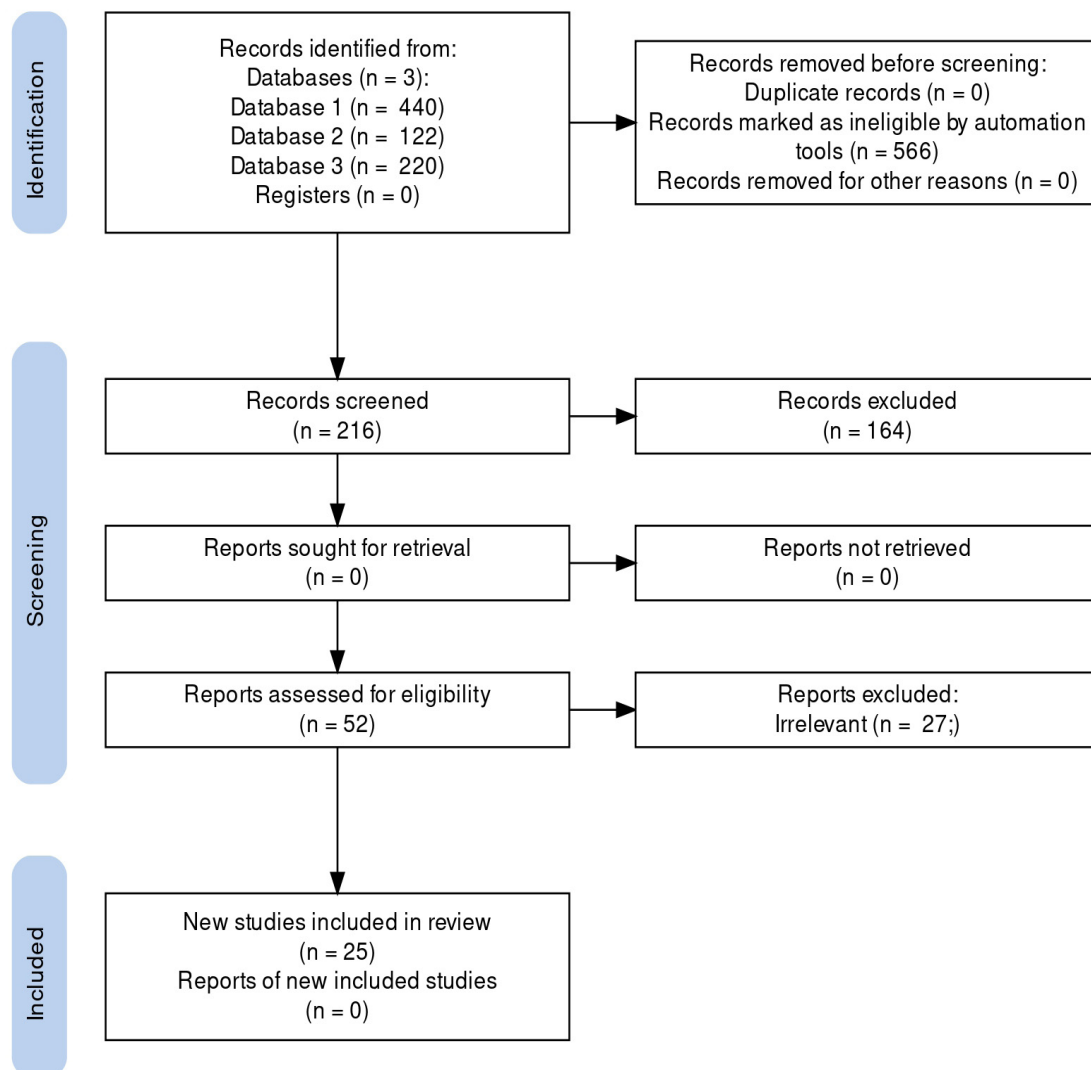 Identification
Records identified from:
Databases (n = 3):
Database 1 (n =  440)
Database 2 (n =  122)
Database 3 (n =  220)
Registers (n = 0)
Records removed before screening:
Duplicate records (n = 0)
Records marked as ineligible by automation
tools (n = 566)
Records removed for other reasons (n = 0)
Screening
Records screened
(n = 216)
Records excluded
(n = 164)
Reports sought for retrieval
(n = 0)
Reports not retrieved
(n = 0)
Reports assessed for eligibility
(n = 52)
Reports excluded:
Irrelevant (n =  27;)
Included
New studies included in review
(n = 25)
Reports of new included studies
(n = 0)